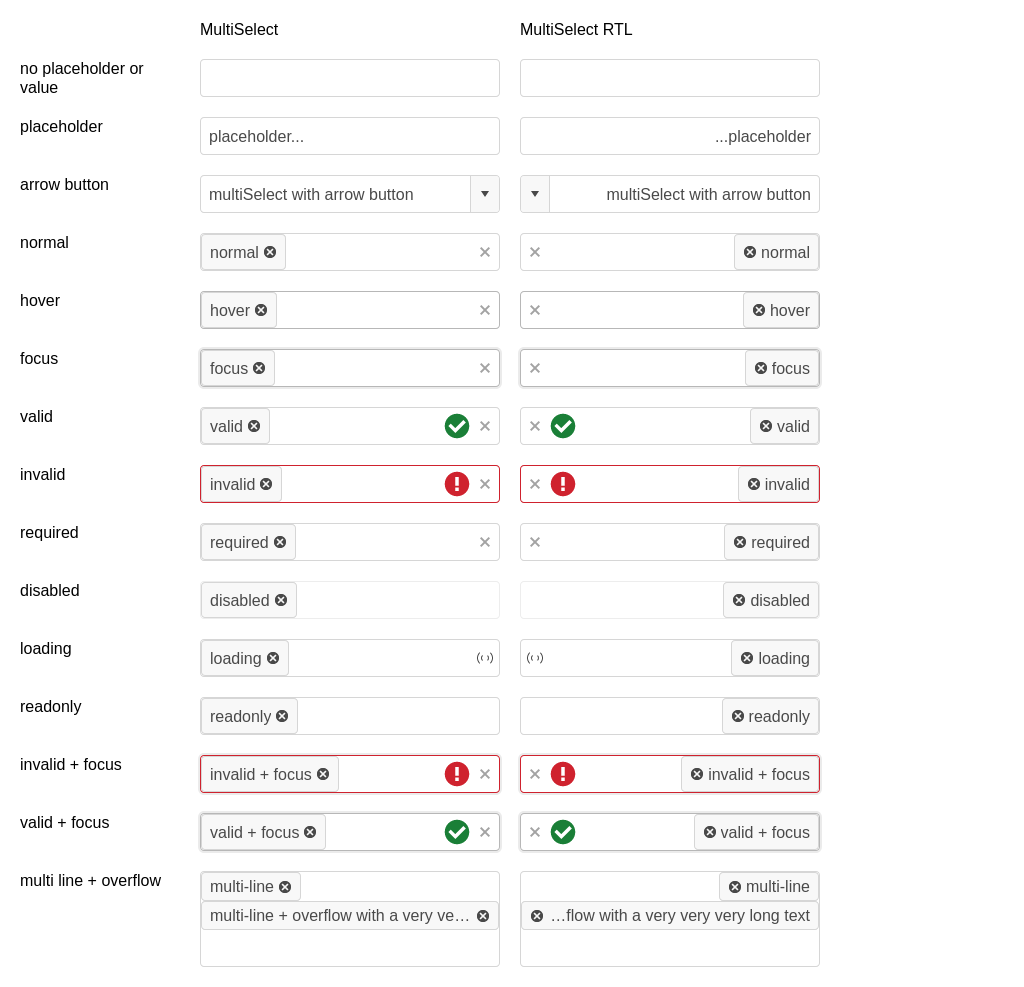 MultiSelect MultiSelect RTL
no placeholder or
value
placeholder placeholder... ...placeholder
arrow button multiSelect with arrow button multiSelect with arrow button
normal normal normal
hover hover hover
focus focus focus
valid valid valid
invalid invalid invalid
required required required
disabled disabled disabled
loading loading loading
readonly readonly readonly
invalid + focus invalid + focus invalid + focus
valid + focus valid + focus valid + focus
multi line + overflow multi-line multi-line
multi-line + overflow with a very ve… …flow with a very very very long text